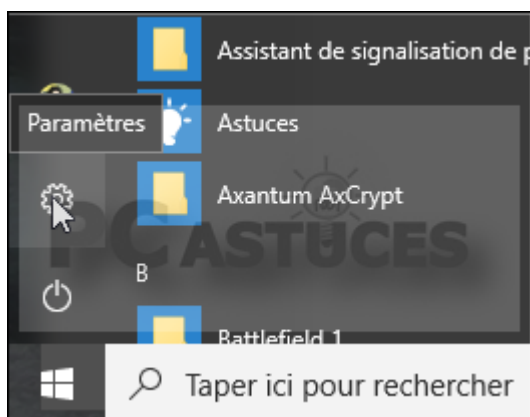 Assistant de signalisation de p
Paramètres
Astuces
Axantum AxCrypt
PC ASTUCES
B
Battlefield 1
Taper ici pour rechercher